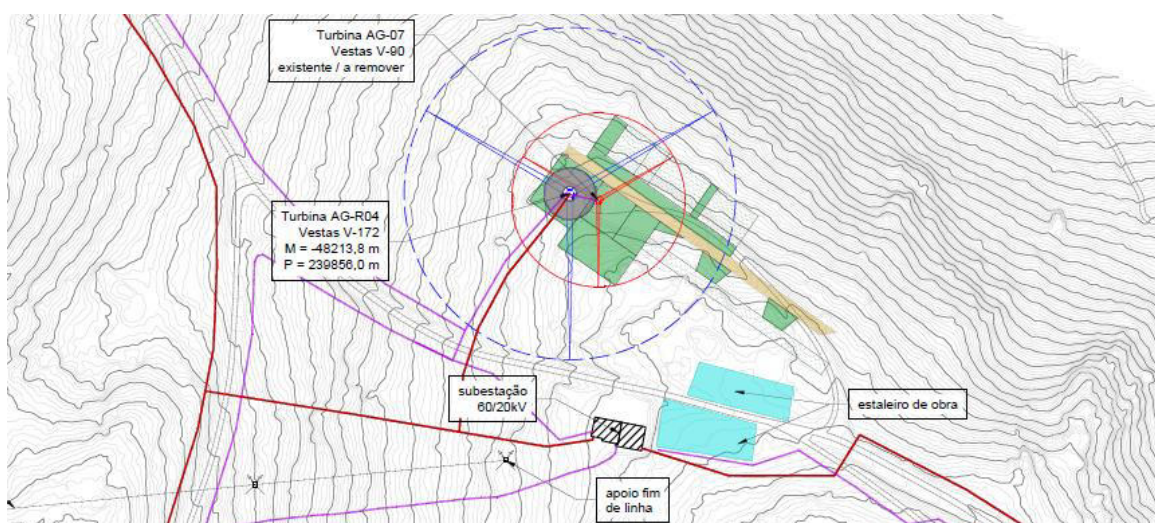 Turbina AG-07
Vestas V-90
existente / a remover
Turbina AG-R04
Vestas V-172
M = -48213,8 m
P = 239856,0 m
subestação
60/20kV
estaleiro de obra
apoio fim
de linha